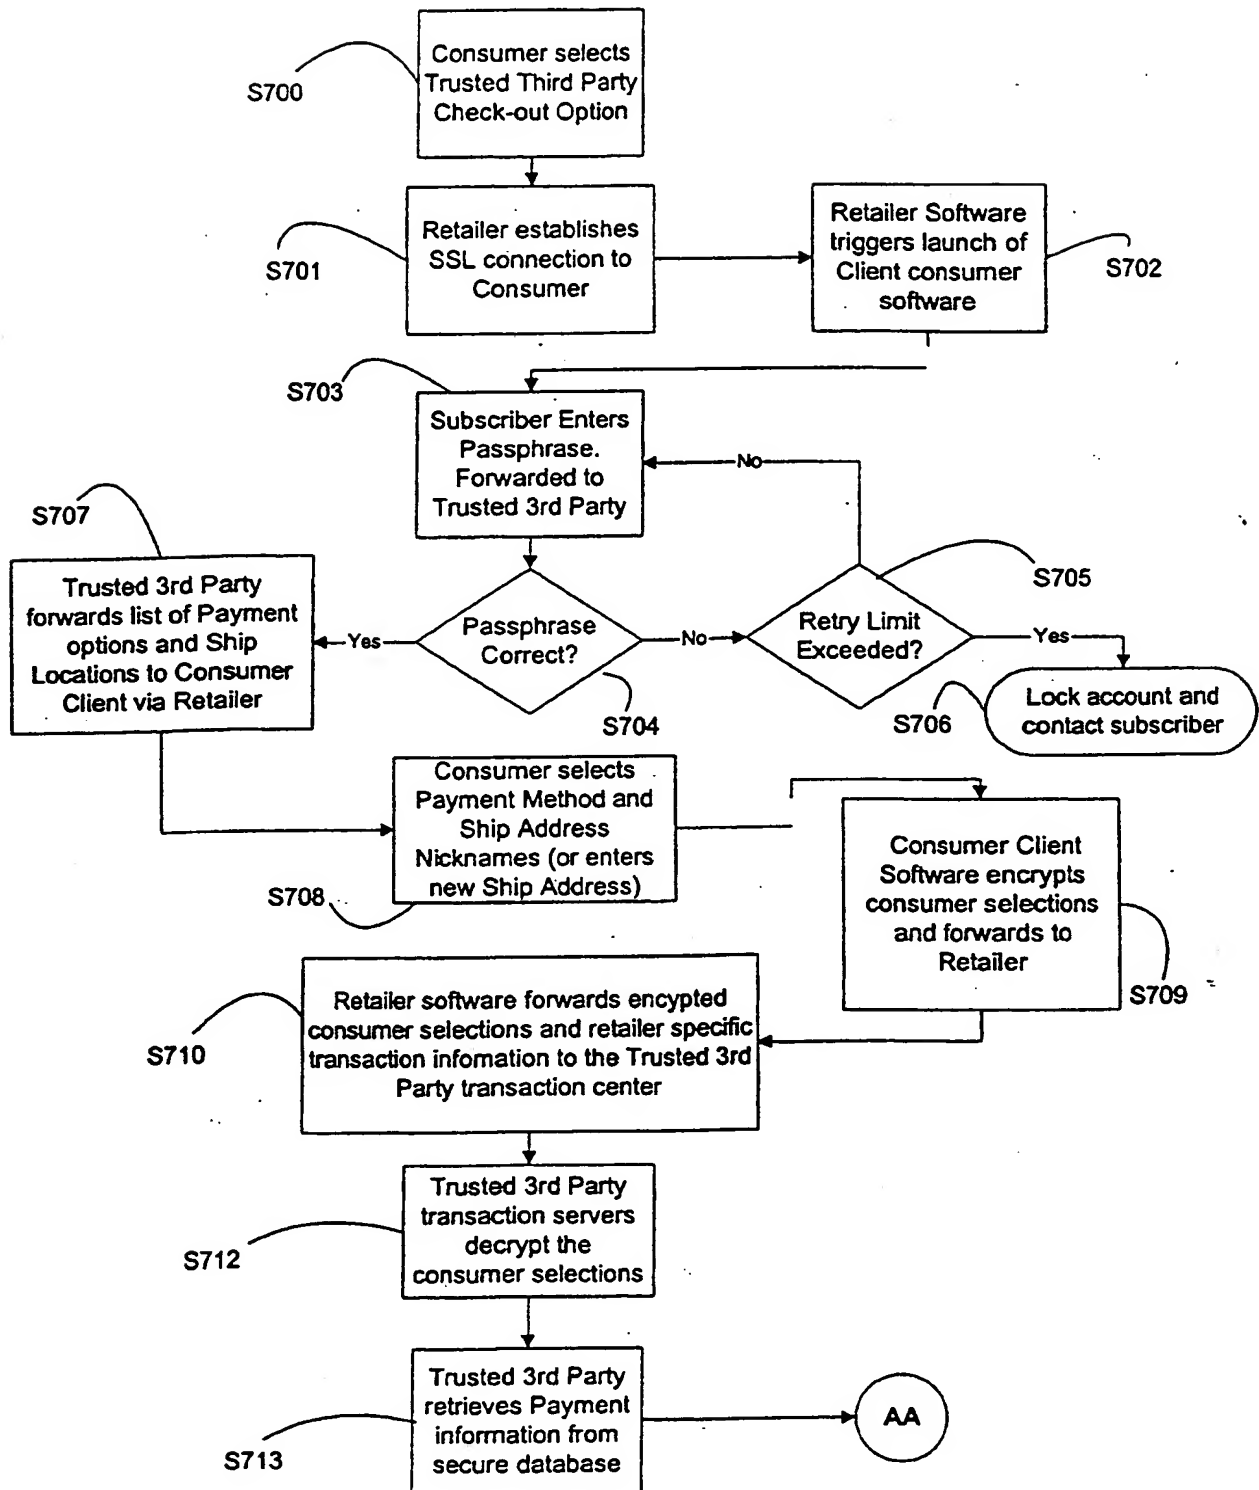 Consumer selects
Trusted Third Party
Check-out Option
S700
Retailer establishes
SSL connection to
Consumer
S701
Retailer Software
triggers launch of
Client consumer
software
S702
S703
Subscriber Enters
Passphrase.
Forwarded to
Trusted 3rd Party
No
S707
Trusted 3rd Party
forwards list of Payment
options and Ship
Locations to Consumer
Client via Retailer
Yes
Passphrase
Correct?
S704
No
Retry Limit
Exceeded?
S705
Yes
Lock account and
contact subscriber
S706
Consumer selects
Payment Method and
Ship Address
Nicknames (or enters
new Ship Address)
S708
Consumer Client
Software encrypts
consumer selections
and forwards to
Retailer
S709
Retailer software forwards encypted
consumer selections and retailer specific
transaction infomation to the Trusted 3rd
Party transaction center
S710
Trusted 3rd Party
transaction servers
decrypt the
consumer selections
S712
Trusted 3rd Party
retrieves Payment
information from
secure database
S713
AA